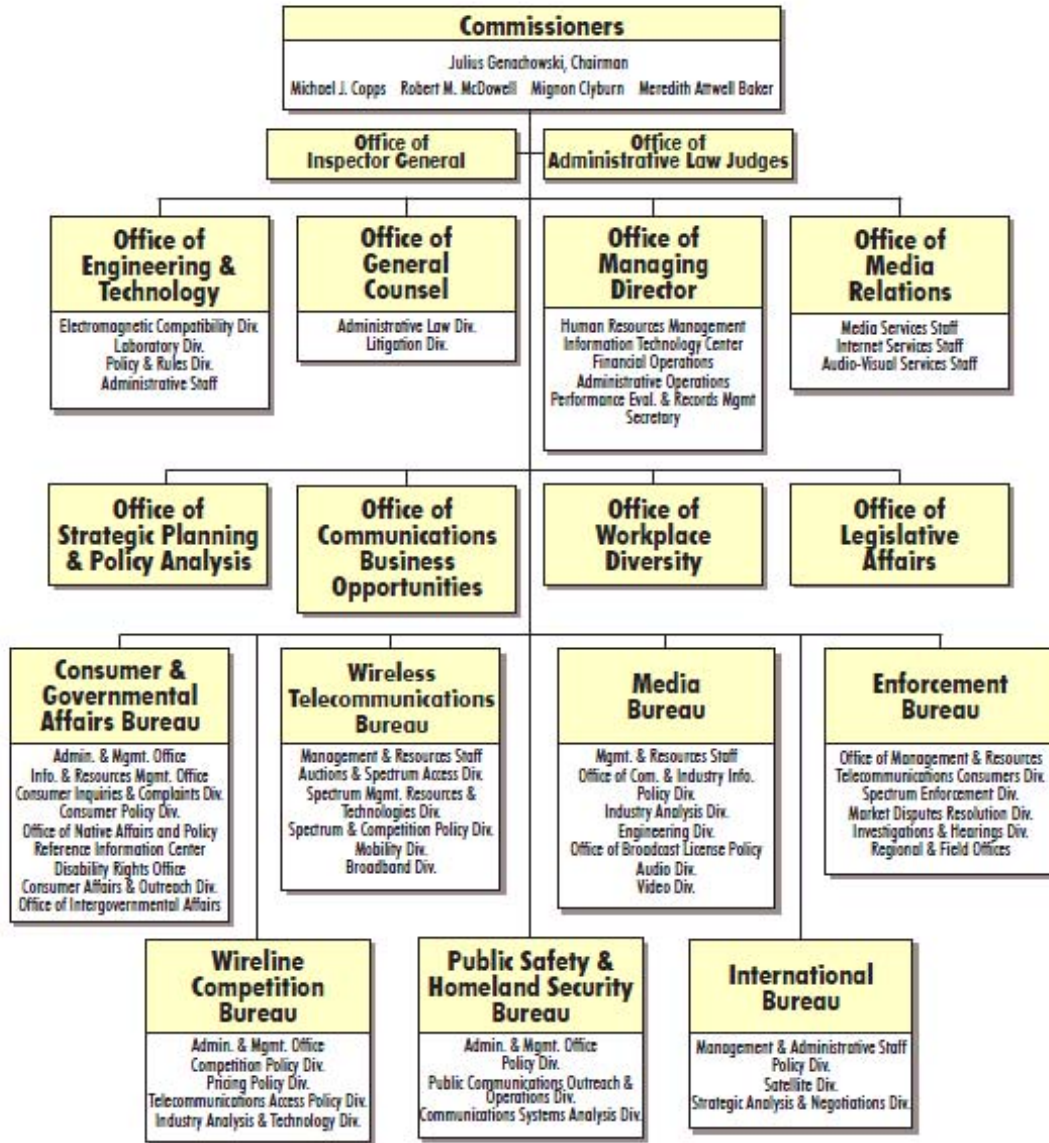 Commissioners
Julius Genachowski, Chairman
Michael J. Copps Robert M. McDowell Mignon Clyburn Meredith Attwell Baker
Office of
Inspector General
Office of
Administrative Law Judges
Office of
Engineering &
Technology
Electromagnetic Compatibility Div.
Laboratory Div.
Policy & Rules Div.
Administrative Staff
Office of
General
Counsel
Administrative Law Div.
Litigation Div.
Office of
Managing
Director
Human Resources Management
Information Technology Center
Financial Operations
Administrative Operations
Performance Eval. & Records Mgmt
Secretary
Office of
Media
Relations
Media Services Staff
Internet Services Staff
Audio-Visual Services Staff
Office of
Strategic Planning
& Policy Analysis
Office of
Communications
Business
Opportunities
Office of
Workplace
Diversity
Office of
Legislative
Affairs
Consumer &
Governmental
Affairs Bureau
Admin. & Mgmt. Office
Info. & Resources Mgmt. Office
Consumer Inquiries & Complaints Div.
Consumer Policy Div.
Office of Native Affairs and Policy
Reference Information Center
Disability Rights Office
Consumer Affairs & Outreach Div.
Office of Intergovernmental Affairs
Wireless
Telecommunications
Bureau
Management & Resources Staff
Auctions & Spectrum Access Div.
Spectrum Mgmt. Resources &
Technologies Div.
Spectrum & Competition Policy Div.
Mobility Div.
Broadband Div.
Media
Bureau
Mgmt. & Resources Staff
Office of Com. & Industry Info.
Policy Div.
Industry Analysis Div.
Engineering Div.
Office of Broadcast License Policy
Audio Div.
Video Div.
Enforcement
Bureau
Office of Management & Resources
Telecommunications Consumers Div.
Spectrum Enforcement Div.
Market Disputes Resolution Div.
Investigations & Hearings Div.
Regional & Field Offices
Wireline
Competition
Bureau
Admin. & Mgmt. Office
Competition Policy Div.
Pricing Policy Div.
Telecommunications Access Policy Div.
Industry Analysis & Technology Div.
Public Safety &
Homeland Security
Bureau
Admin. & Mgmt. Office
Policy Div.
Public Communications Outreach &
Operations Div.
Communications Systems Analysis Div.
International
Bureau
Management & Administrative Staff
Policy Div.
Satellite Div.
Strategic Analysis & Negotiations Div.